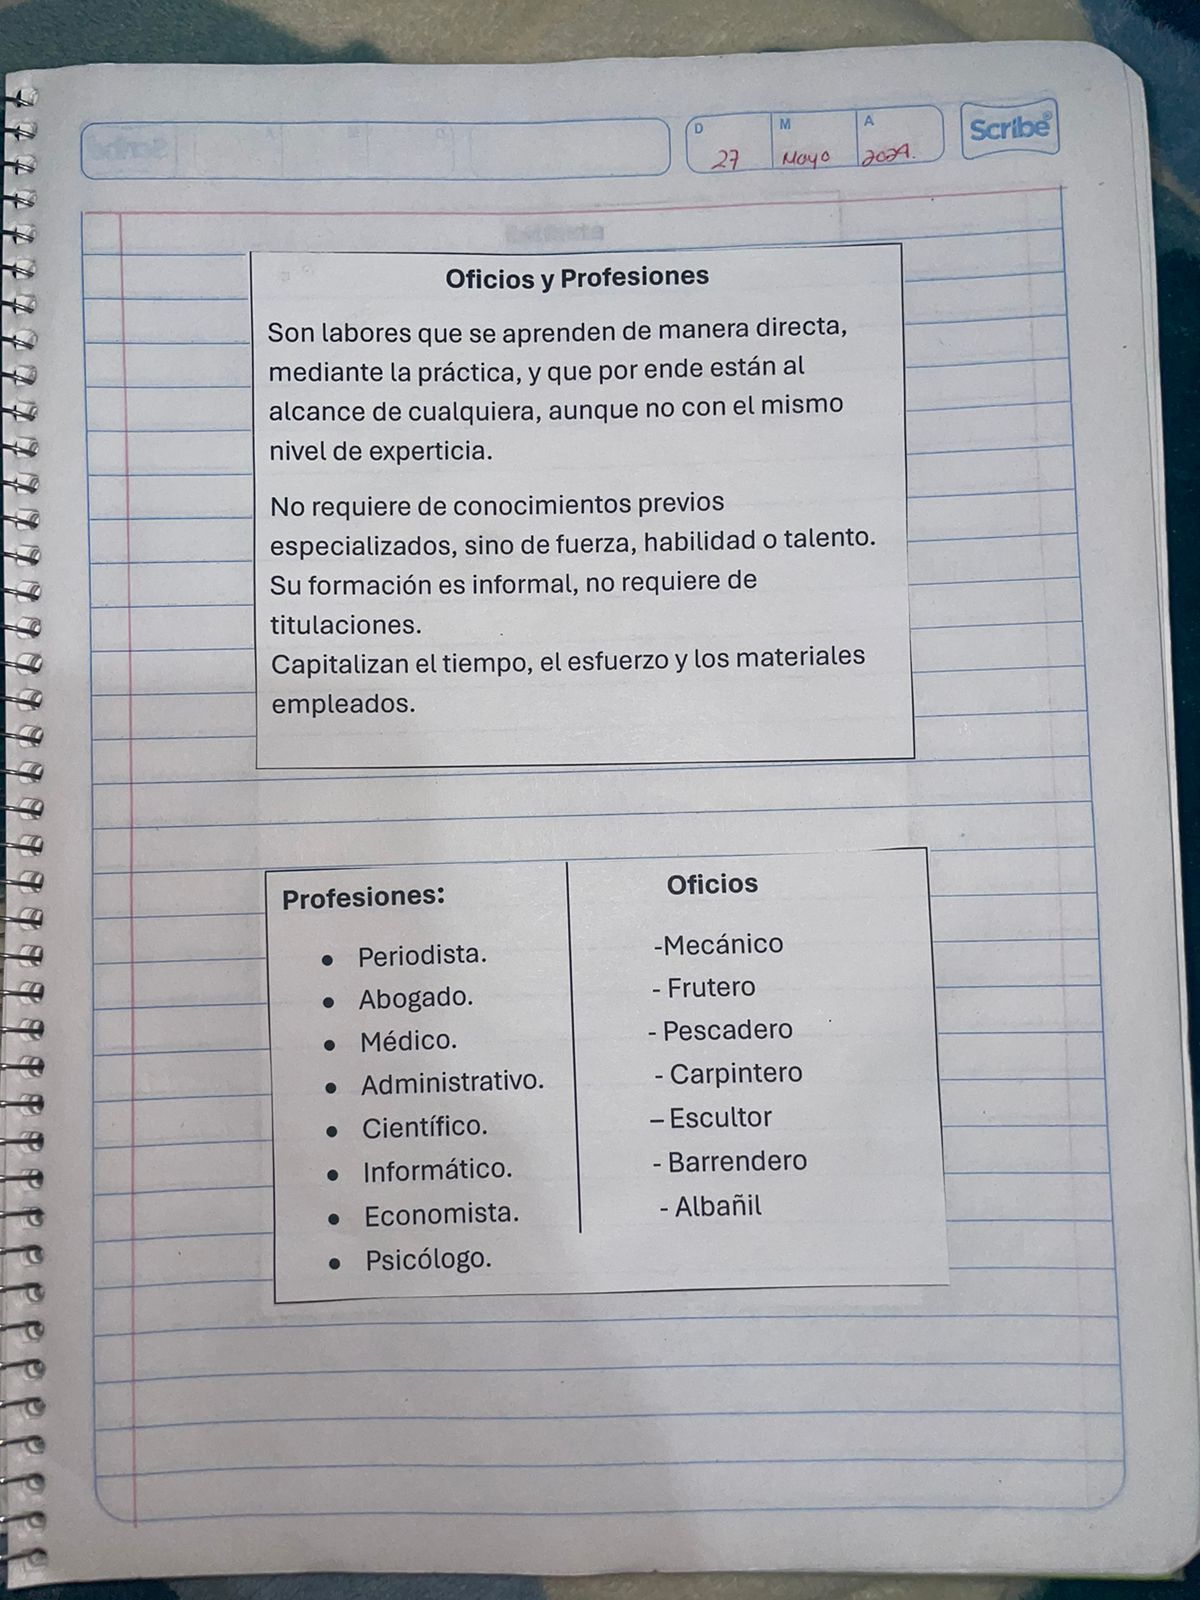 D M A Scribe®
27 Mayo 2024.
Oficios y Profesiones
Son labores que se aprenden de manera directa,
mediante la práctica, y que por ende están al
alcance de cualquiera, aunque no con el mismo
nivel de experticia.
No requiere de conocimientos previos
especializados, sino de fuerza, habilidad o talento.
Su formación es informal, no requiere de
titulaciones.
Capitalizan el tiempo, el esfuerzo y los materiales
empleados.
Profesiones:
• Periodista.
• Abogado.
• Médico.
• Administrativo.
• Científico.
• Informático.
• Economista.
• Psicólogo.
Oficios
-Mecánico
- Frutero
- Pescadero
- Carpintero
– Escultor
- Barrendero
- Albañil